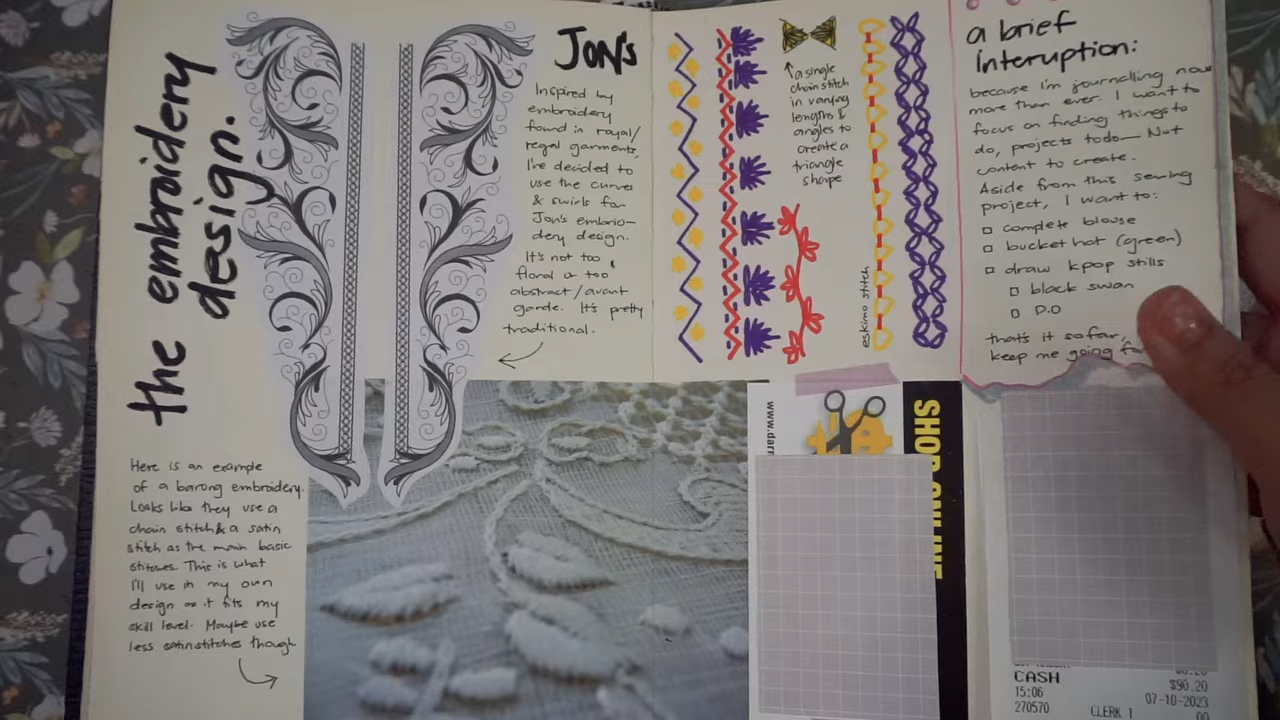 the embroidery
design.
Jon's
Inspired by
embroidery
found in royal/
regal garments,
I've decided to
use the curves
& swirls for
Jon's embrio-
dery design.
It's not too
floral or too
abstract/avant
garde. It's pretty
traditional.
Here is an example
of a baroq embroidery.
Looks like they use a
chain stitch & a satin
stitch as the main basic
stitches. This is what
I'll use in my own
design as it fits my
skill level. Maybe use
less satin stitches though
a single
chain stitch
in varying
lengths &
angles to
create a
triangle
shape
eskimo stitch
a brief
interuption:
because i'm journalling now
more than ever. I want to
focus on finding things to
do, projects todo— Not
content to create.
Aside from this sewing
project, I want to:
complete blouse
bucket hat (green)
draw kpop stills
black swan
D.O
that's it so far,
keep me going
www.dar
SHOP ONLINE
CASH
$90.20
15:06
07-10-2023
270570
CLERK 1
00